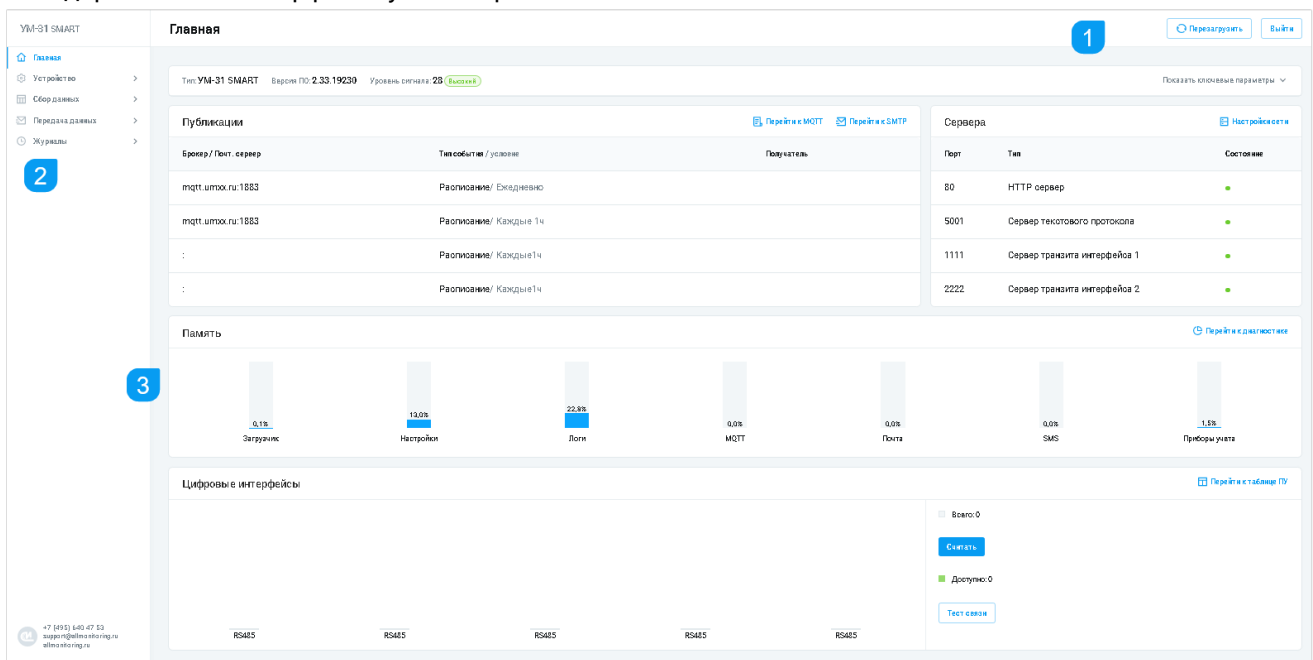 УМ-31 SMART
Главная
1
Перезагрузить
Выйти
Главная
Устройство
Сбор данных
Передача данных
Журналы
2
Тип: УМ-31 SMART Версия ПО: 2.33.19230 Уровень сигнала: 28 Высокий
Показать ключевые параметры
Публикации
Перейти к MQTT
Перейти к SMTP
Брокер / Почт. сервер Тип события / условие Получатель
mqtt.umxx.ru:1883 Расписание/ Ежедневно
mqtt.umxx.ru:1883 Расписание/ Каждые 1ч
: Расписание/ Каждые1ч
: Расписание/ Каждые1ч
Сервера
Настройки сети
Порт Тип Состояние
80 HTTP сервер
5001 Сервер текстового протокола
1111 Сервер транзита интерфейса 1
2222 Сервер транзита интерфейса 2
Память
Перейти к диагностике
3
0,1% 13,0% 22,8% 0,0% 0,0% 0,0% 1,5%
Загрузчик Настройки Логи MQTT Почта SMS Приборы учета
Цифровые интерфейсы
Перейти к таблице ПУ
Всего: 0
Считать
Доступно: 0
Тест связи
RS485 RS485 RS485 RS485 RS485
+7 (495) 640 47 53
support@allmonitoring.ru
allmonitoring.ru